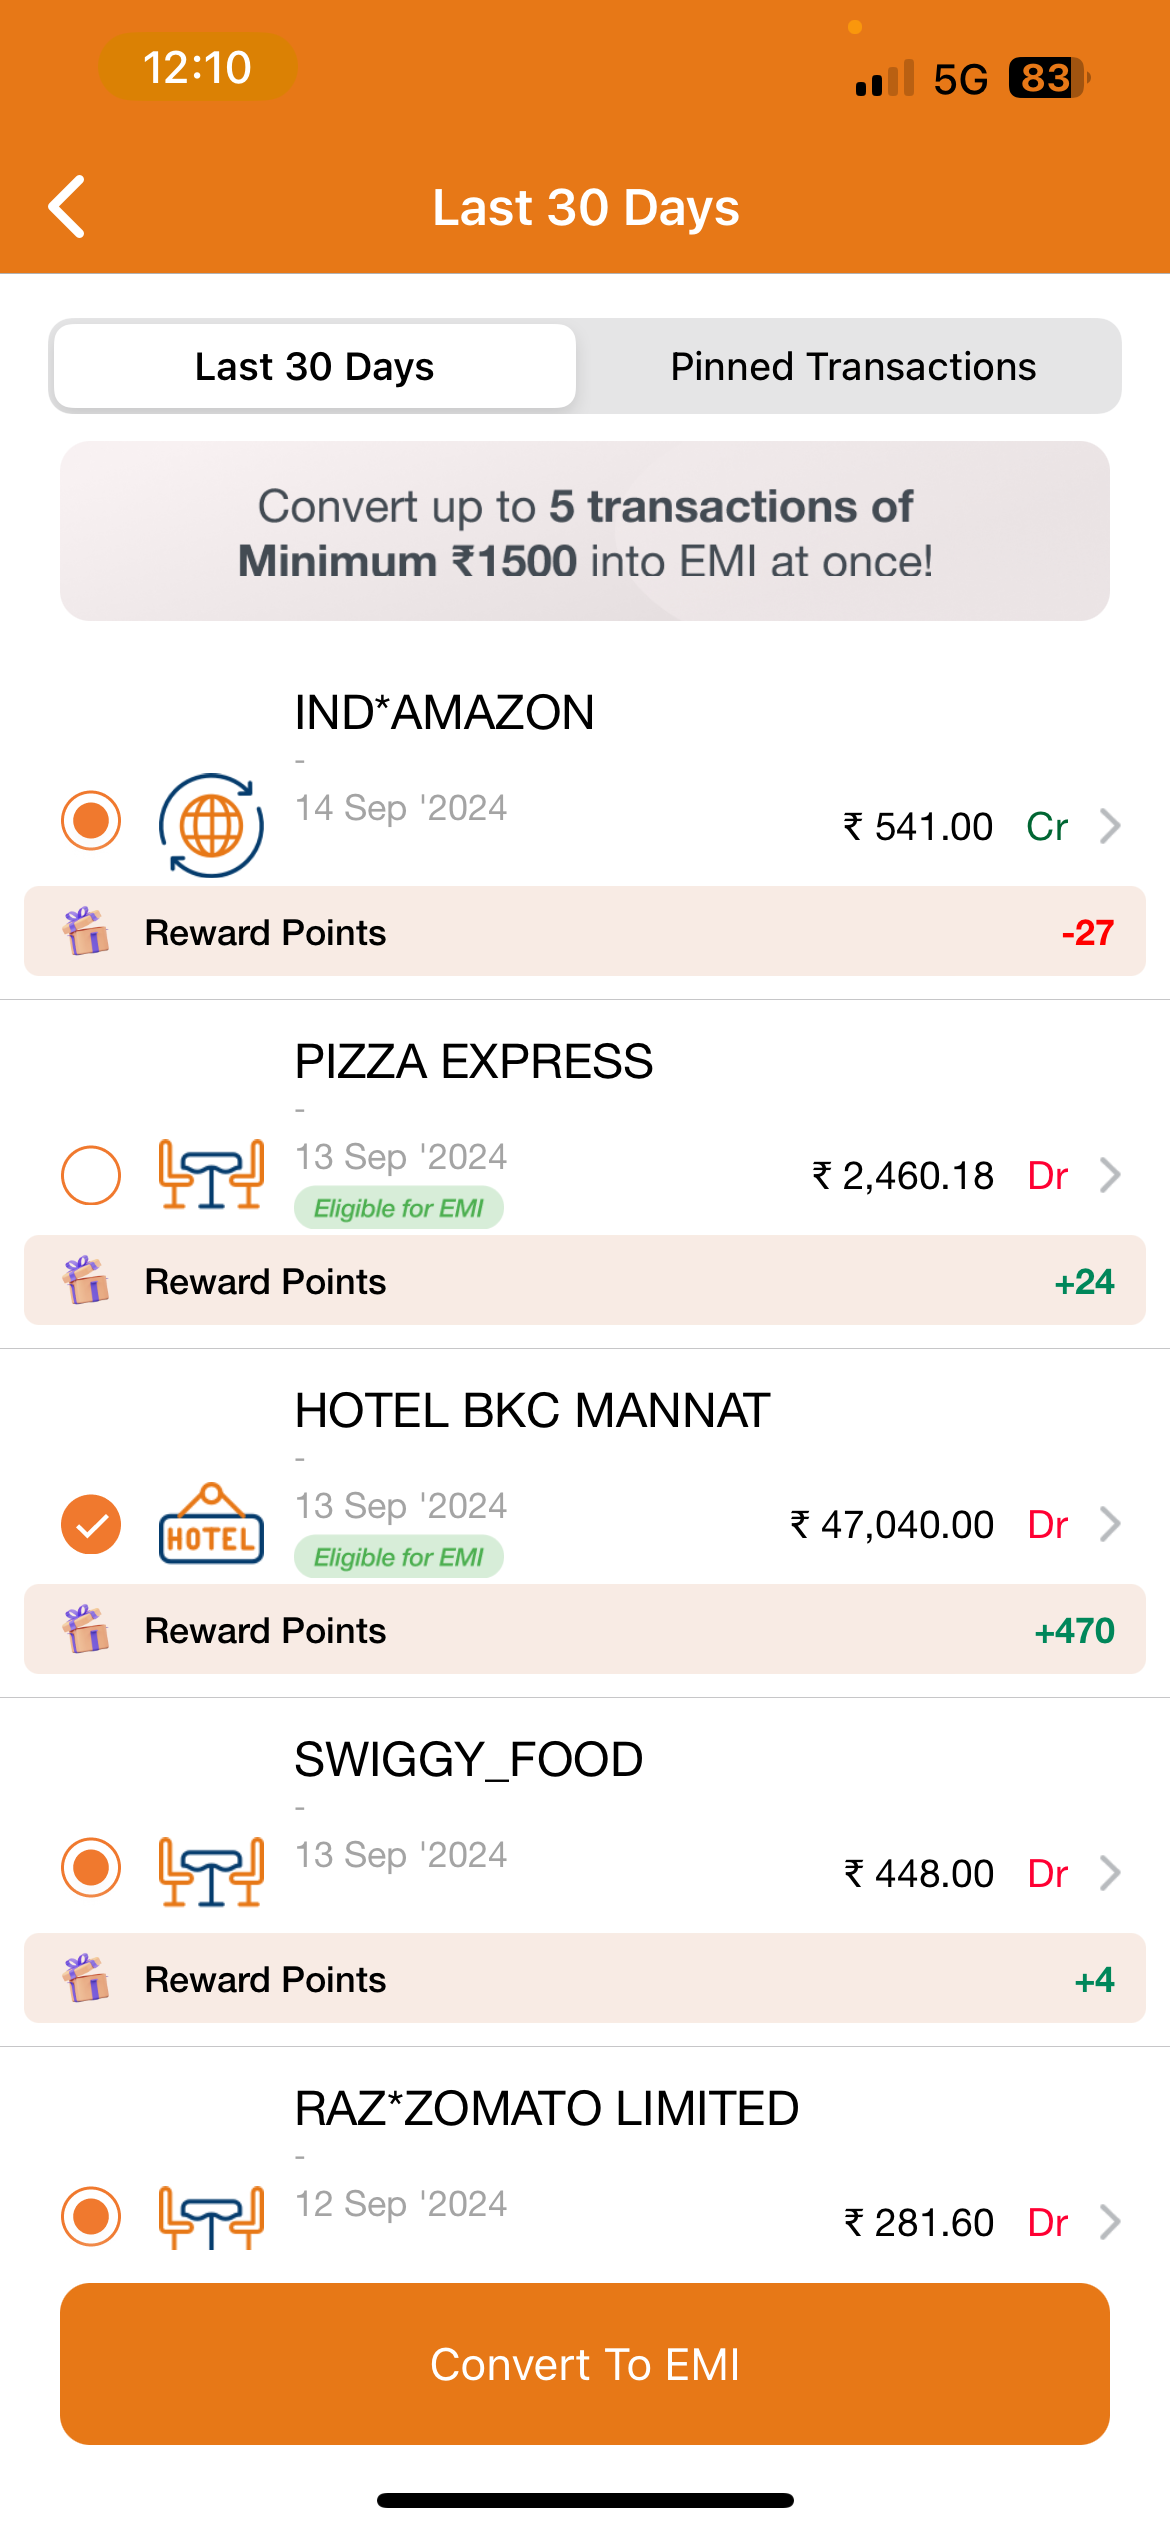 12:10
5G 83
Last 30 Days
Last 30 Days
Pinned Transactions
Convert up to 5 transactions of
Minimum ₹1500 into EMI at once!
IND*AMAZON
-
14 Sep '2024
₹ 541.00 Cr
Reward Points -27
PIZZA EXPRESS
-
13 Sep '2024
₹ 2,460.18 Dr
Eligible for EMI
Reward Points +24
HOTEL BKC MANNAT
-
13 Sep '2024
HOTEL
₹ 47,040.00 Dr
Eligible for EMI
Reward Points +470
SWIGGY_FOOD
-
13 Sep '2024
₹ 448.00 Dr
Reward Points +4
RAZ*ZOMATO LIMITED
-
12 Sep '2024
₹ 281.60 Dr
Convert To EMI